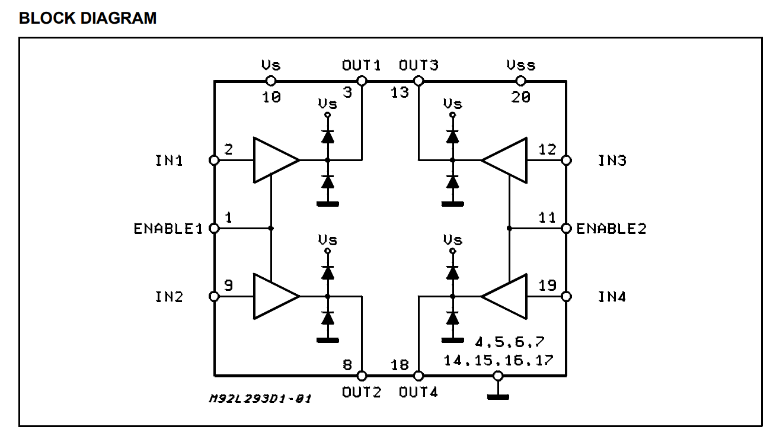 BLOCK DIAGRAM
Vs OUT1 OUT3 Vss
10 3 13 20
Vs Vs
IN1 2 12 IN3
ENABLE1 1 11 ENABLE2
Vs Vs
IN2 9 19 IN4
4,5,6,7
8 18 14,15,16,17
M92L293D1-01 OUT2 OUT4